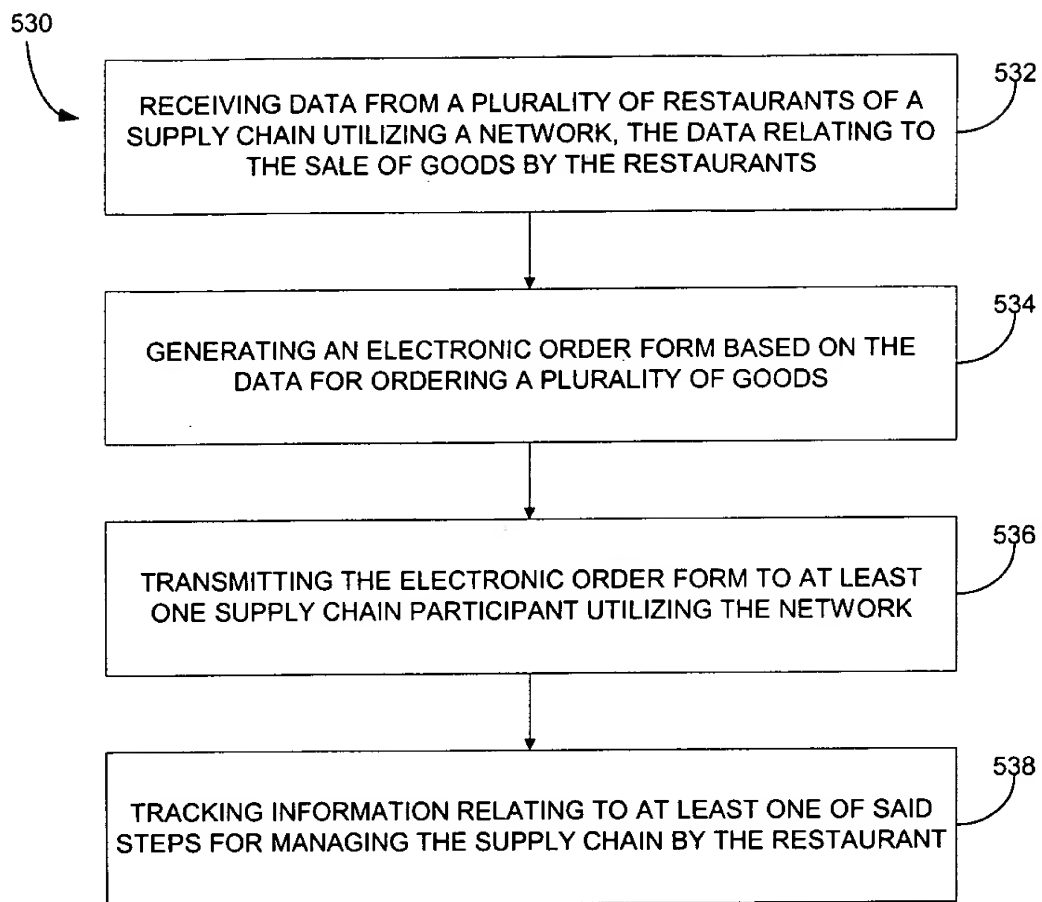 530
532
RECEIVING DATA FROM A PLURALITY OF RESTAURANTS OF A
SUPPLY CHAIN UTILIZING A NETWORK, THE DATA RELATING TO
THE SALE OF GOODS BY THE RESTAURANTS
534
GENERATING AN ELECTRONIC ORDER FORM BASED ON THE
DATA FOR ORDERING A PLURALITY OF GOODS
536
TRANSMITTING THE ELECTRONIC ORDER FORM TO AT LEAST
ONE SUPPLY CHAIN PARTICIPANT UTILIZING THE NETWORK
538
TRACKING INFORMATION RELATING TO AT LEAST ONE OF SAID
STEPS FOR MANAGING THE SUPPLY CHAIN BY THE RESTAURANT